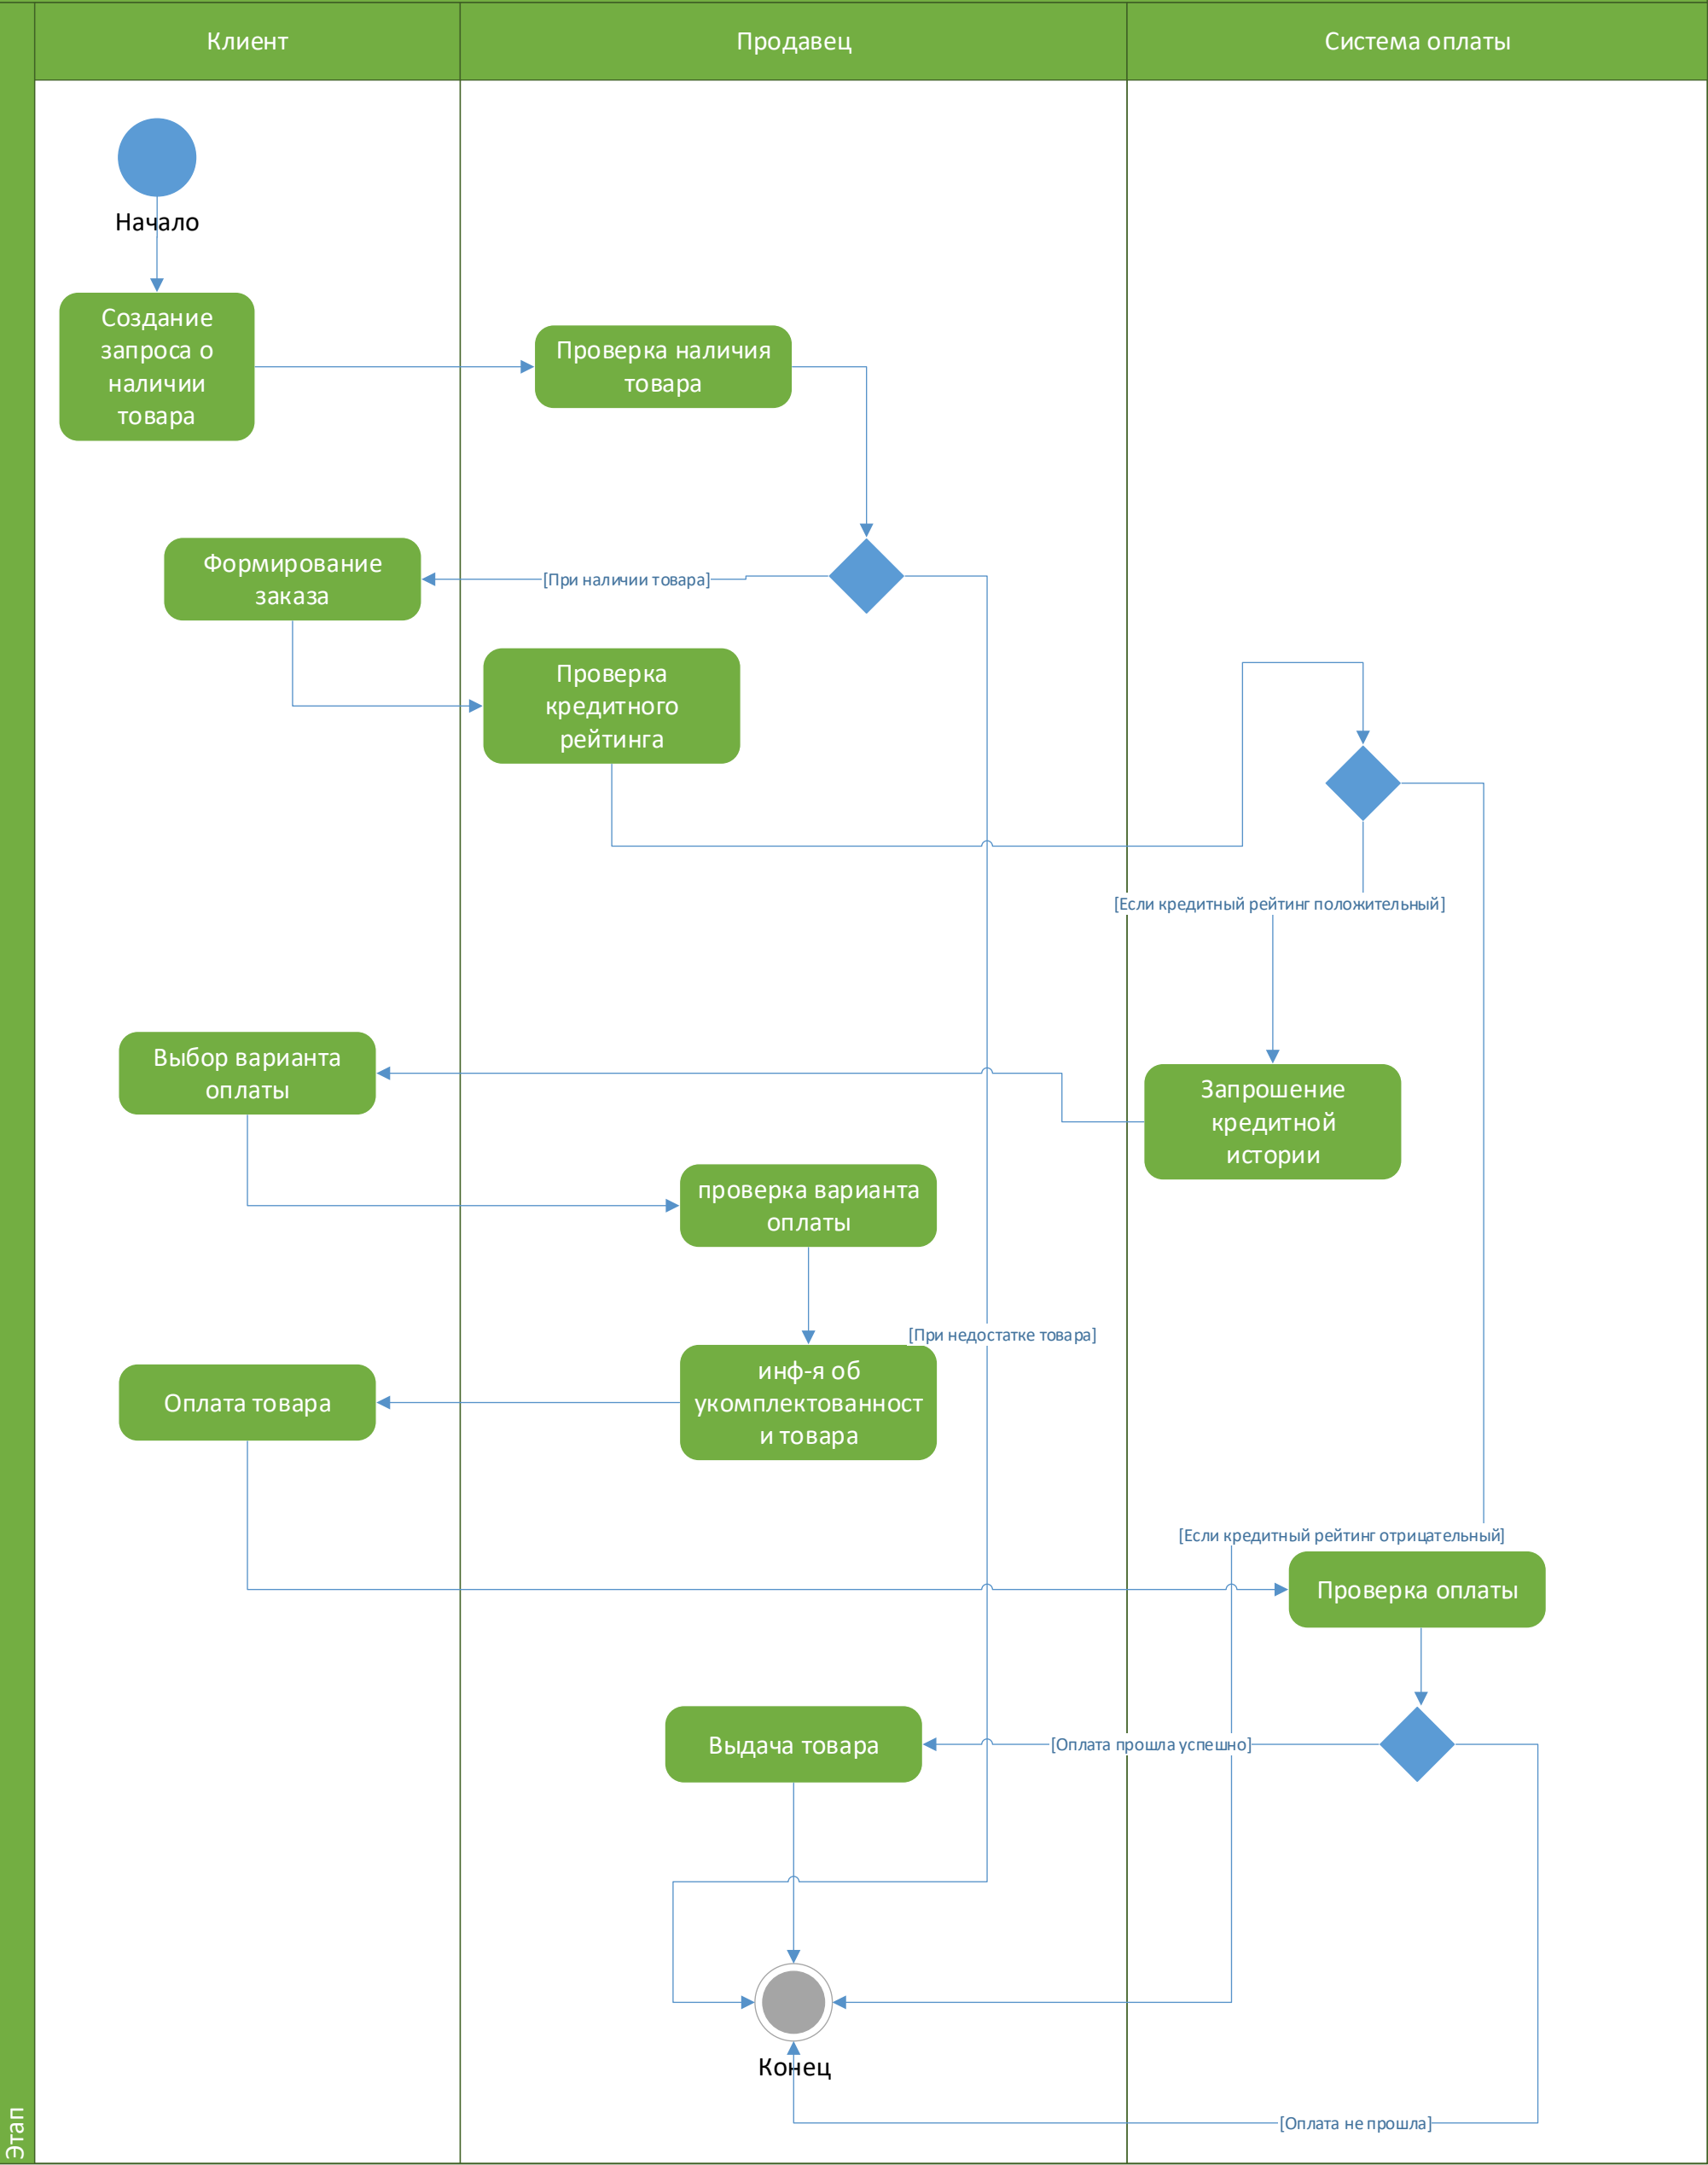 Клиент
Продавец
Система оплаты
Начало
Создание
запроса о
наличии
товара
Проверка наличия
товара
Формирование
заказа
[При наличии товара]
Проверка
кредитного
рейтинга
[Если кредитный рейтинг положительный]
Выбор варианта
оплаты
Запрошение
кредитной
истории
проверка варианта
оплаты
[При недостатке товара]
Оплата товара
инф-я об
укомплектованност
и товара
[Если кредитный рейтинг отрицательный]
Проверка оплаты
Выдача товара
[Оплата прошла успешно]
Конец
[Оплата не прошла]
Этап